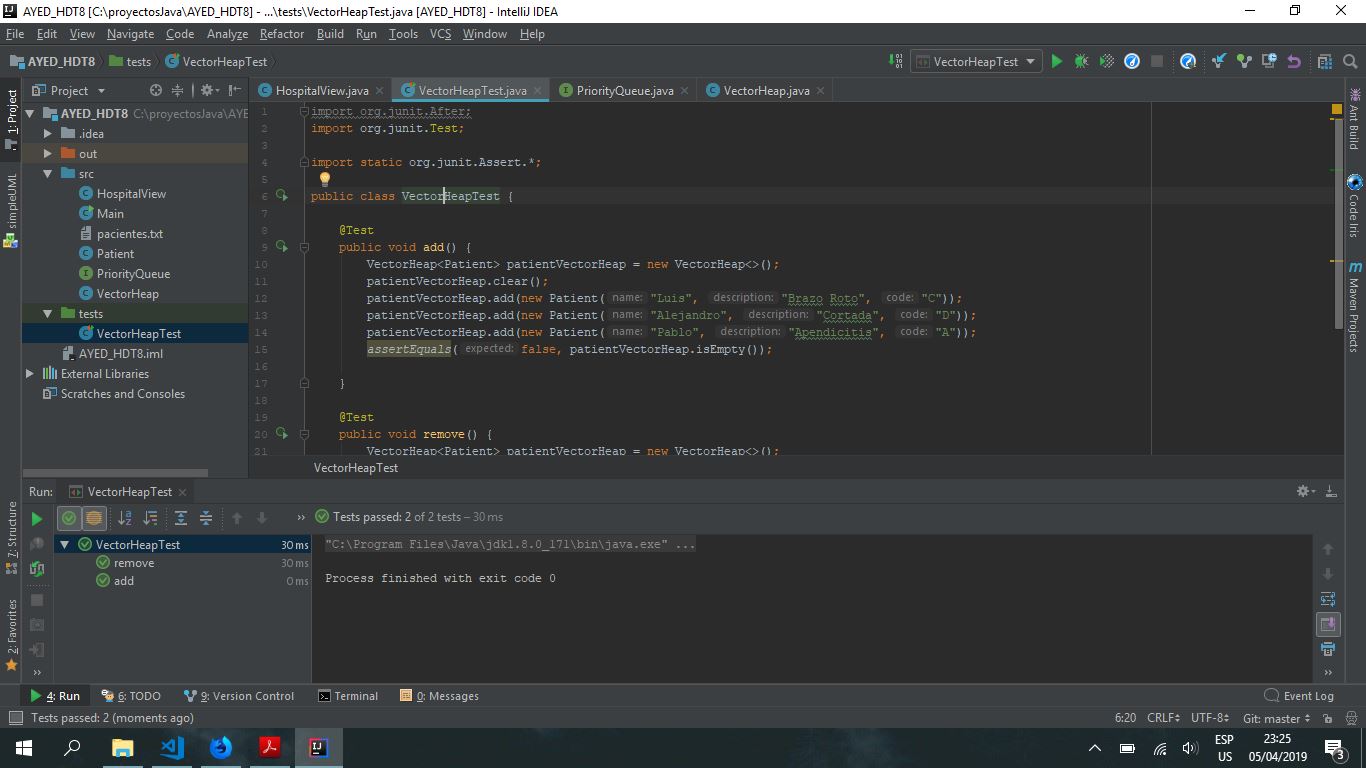 AYED_HDT8 [C:\proyectosJava\AYED_HDT8] - ...\tests\VectorHeapTest.java [AYED_HDT8] - IntelliJ IDEA
File Edit View Navigate Code Analyze Refactor Build Run Tools VCS Window Help
AYED_HDT8 tests VectorHeapTest
VectorHeapTest
Project
HospitalView.java VectorHeapTest.java PriorityQueue.java VectorHeap.java
1: Project
simpleUML
7: Structure
2: Favorites
AYED_HDT8 C:\proyectosJava\AYE
.idea
out
src
HospitalView
Main
pacientes.txt
Patient
PriorityQueue
VectorHeap
tests
VectorHeapTest
AYED_HDT8.iml
External Libraries
Scratches and Consoles
1 import org.junit.After;
2 import org.junit.Test;
3
4 import static org.junit.Assert.*;
5
6 public class VectorHeapTest {
7
8 @Test
9 public void add() {
10 VectorHeap<Patient> patientVectorHeap = new VectorHeap<>();
11 patientVectorHeap.clear();
12 patientVectorHeap.add(new Patient( name: "Luis", description: "Brazo Roto", code: "C"));
13 patientVectorHeap.add(new Patient( name: "Alejandro", description: "Cortada", code: "D"));
14 patientVectorHeap.add(new Patient( name: "Pablo", description: "Apendicitis", code: "A"));
15 assertEquals( expected: false, patientVectorHeap.isEmpty());
16
17 }
18
19 @Test
20 public void remove() {
21 VectorHeap<Patient> patientVectorHeap = new VectorHeap<>();
VectorHeapTest
Ant Build
Code Iris
Maven Projects
Run: VectorHeapTest
» Tests passed: 2 of 2 tests – 30 ms
VectorHeapTest 30 ms
remove 30 ms
add 0 ms
"C:\Program Files\Java\jdk1.8.0_171\bin\java.exe" ...
Process finished with exit code 0
4: Run 6: TODO 9: Version Control Terminal 0: Messages Event Log
Tests passed: 2 (moments ago) 6:20 CRLF UTF-8 Git: master
ESP
US
23:25
05/04/2019
3